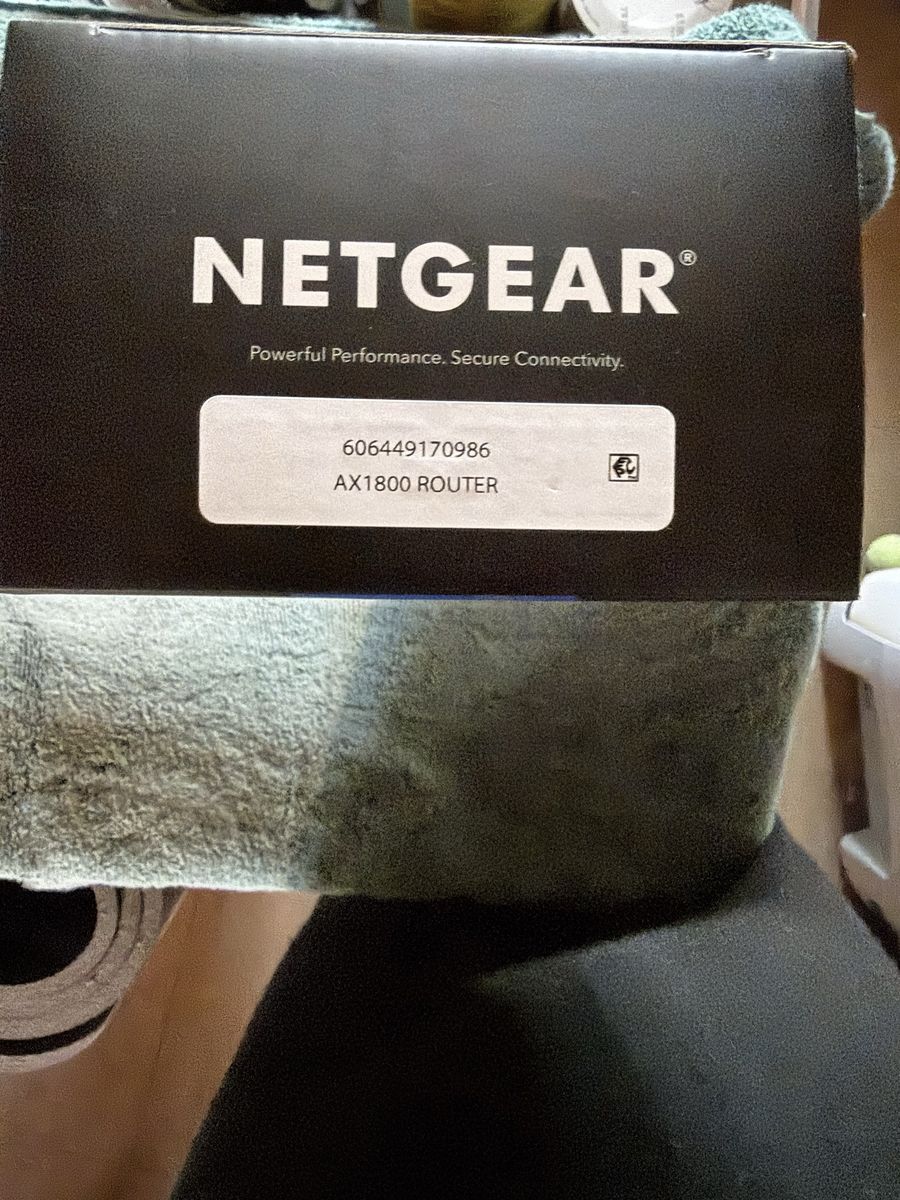 NETGEAR®
Powerful Performance. Secure Connectivity.
606449170986
AX1800 ROUTER